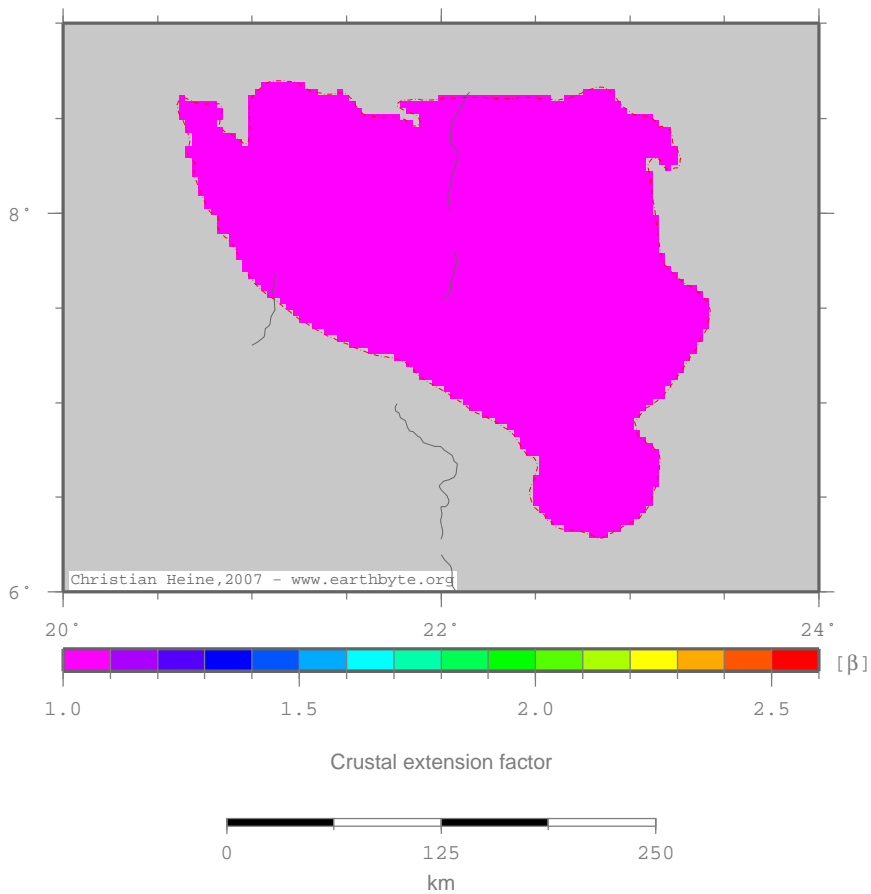 8°
6°
Christian Heine,2007 - www.earthbyte.org
20° 22° 24°
[β]
1.0 1.5 2.0 2.5
Crustal extension factor
0 125 250
km